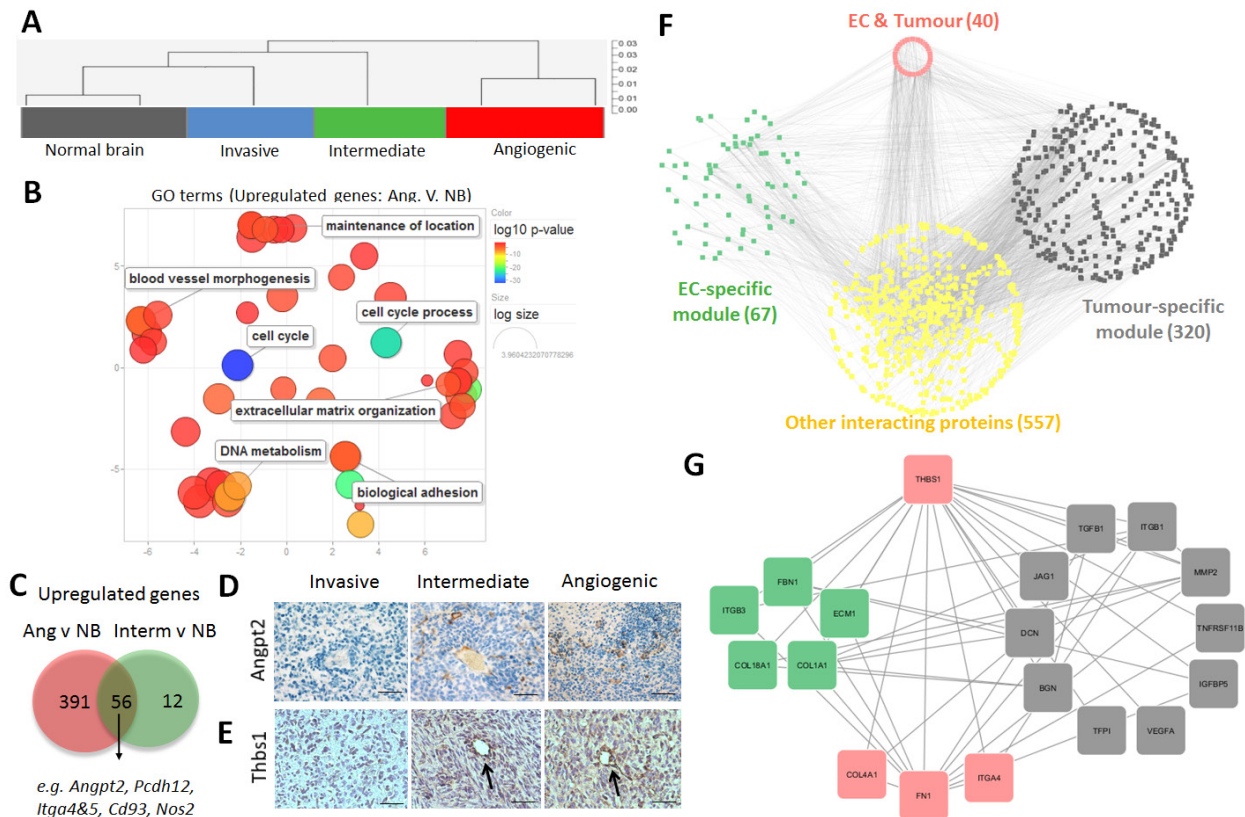 A
0.03
0.03
0.02
0.01
0.01
0.00
Normal brain
Invasive
Intermediate
Angiogenic
B
GO terms (Upregulated genes: Ang. V. NB)
maintenance of location
blood vessel morphogenesis
cell cycle process
cell cycle
extracellular matrix organization
DNA metabolism
biological adhesion
5
0
-5
-6
-4
-2
0
2
4
6
Color
log10 p-value
-10
-20
-30
Size
log size
3.9604232070778296
C
Upregulated genes
Ang v NB
Interm v NB
391
56
12
e.g. Angpt2, Pcdh12,
Itga4&5, Cd93, Nos2
D
Invasive
Intermediate
Angiogenic
Angpt2
E
Thbs1
F
EC & Tumour (40)
EC-specific
module (67)
Tumour-specific
module (320)
Other interacting proteins (557)
G
THBS1
TGFB1
ITGB1
FBN1
JAG1
MMP2
ITGB3
ECM1
DCN
TNFRSF11B
COL18A1
COL1A1
BGN
IGFBP5
TFPI
VEGFA
COL4A1
FN1
ITGA4